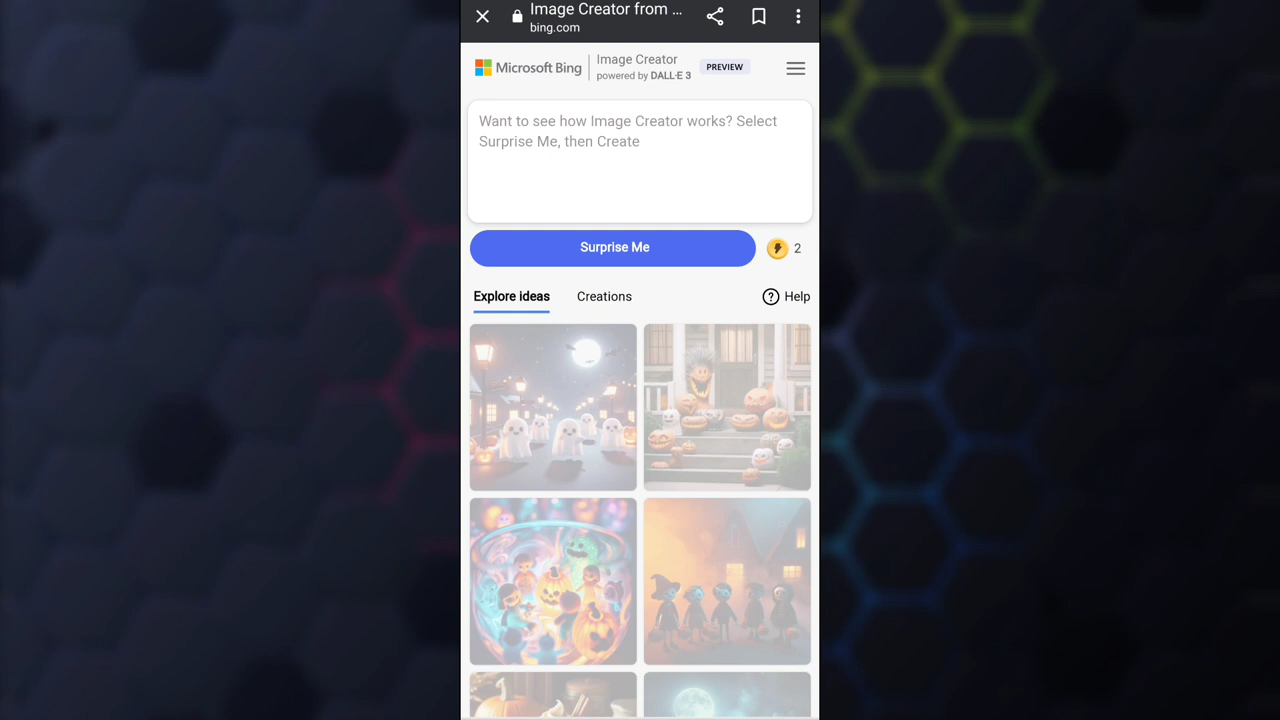 Image Creator from ...
bing.com
Microsoft Bing
Image Creator
powered by DALL·E 3
PREVIEW
Want to see how Image Creator works? Select
Surprise Me, then Create
Surprise Me
2
Explore ideas
Creations
Help